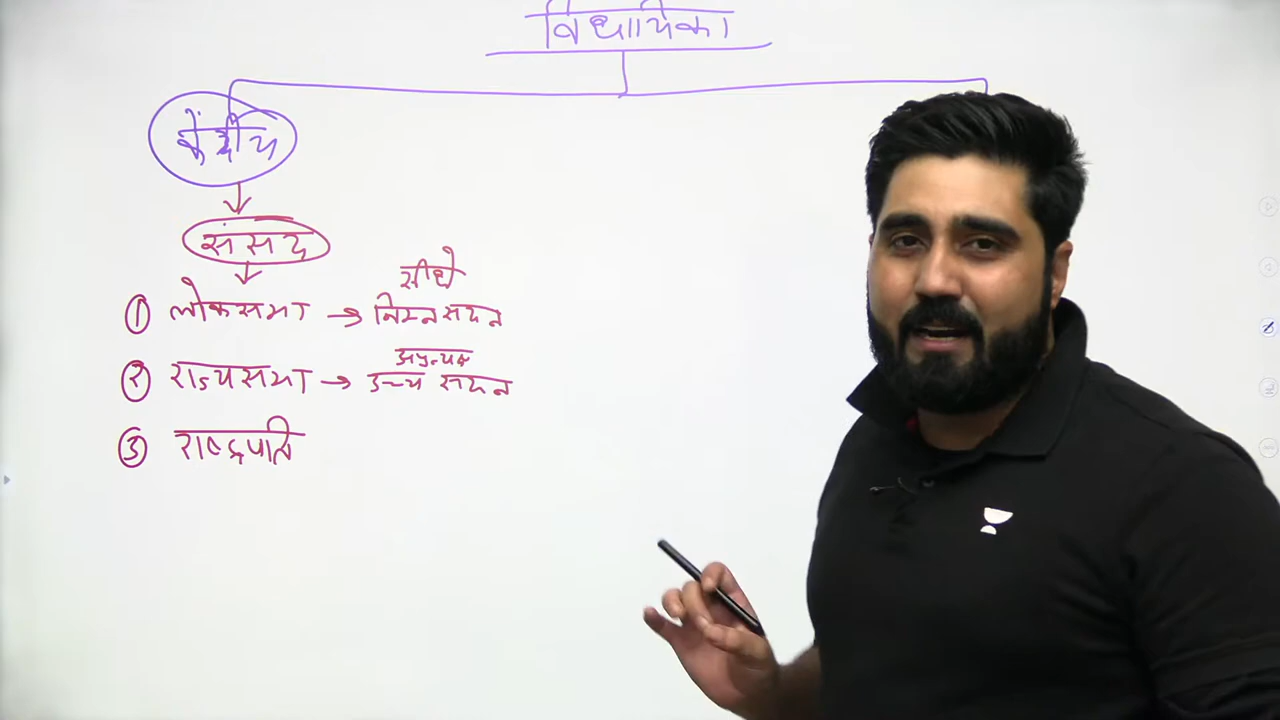 विधायिका
केंद्रीय
संसद
सीधे
① लोकसभा → निम्न सदन
अप्रत्यक्ष
② राज्यसभा → उच्च सदन
③ राष्ट्रपति